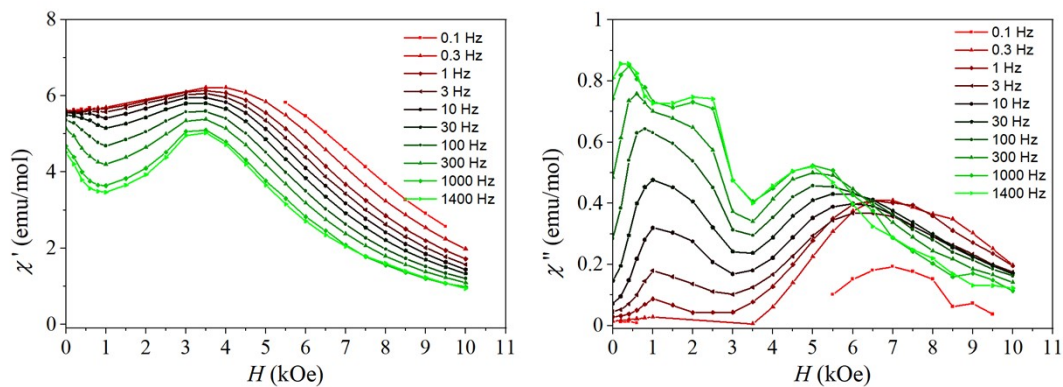 χ' (emu/mol)
8
6
4
2
0
0 1 2 3 4 5 6 7 8 9 10 11
H (kOe)
0.1 Hz
0.3 Hz
1 Hz
3 Hz
10 Hz
30 Hz
100 Hz
300 Hz
1000 Hz
1400 Hz
χ" (emu/mol)
1
0.8
0.6
0.4
0.2
0
0 1 2 3 4 5 6 7 8 9 10 11
H (kOe)
0.1 Hz
0.3 Hz
1 Hz
3 Hz
10 Hz
30 Hz
100 Hz
300 Hz
1000 Hz
1400 Hz